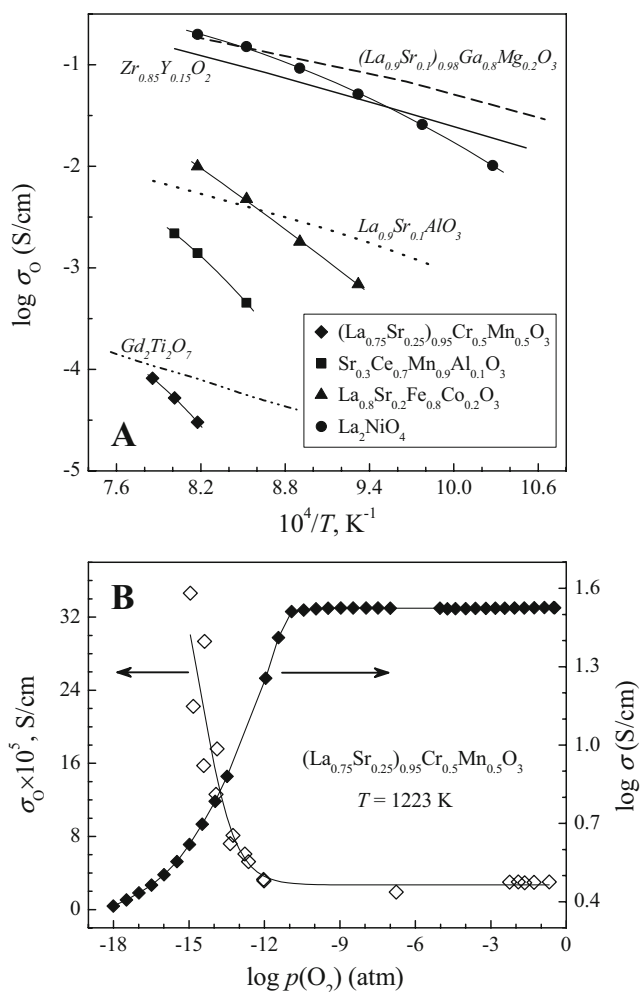 -1
-2
-3
-4
-5
log σO (S/cm)
(La0.9Sr0.1)0.98Ga0.8Mg0.2O3
Zr0.85Y0.15O2
La0.9Sr0.1AlO3
Gd2Ti2O7
(La0.75Sr0.25)0.95Cr0.5Mn0.5O3
Sr0.3Ce0.7Mn0.9Al0.1O3
La0.8Sr0.2Fe0.8Co0.2O3
La2NiO4
A
7.6 8.2 8.8 9.4 10.0 10.6
10^4/T, K^-1
B
32
24
16
8
0
σO×10^5, S/cm
1.6
1.3
1.0
0.7
0.4
log σ (S/cm)
(La0.75Sr0.25)0.95Cr0.5Mn0.5O3
T = 1223 K
-18 -15 -12 -9 -6 -3 0
log p(O2) (atm)